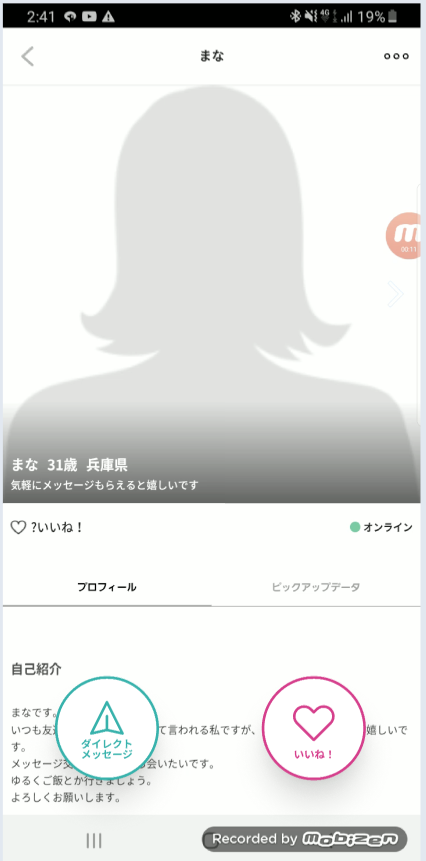 2:41
4G 19%
まな
00:11
まな 31歳 兵庫県
気軽にメッセージもらえると嬉しいです
?いいね！
オンライン
プロフィール
ピックアップデータ
自己紹介
まなです。
いつも友 て言われる私ですが、 嬉しいで
す。
メッセージ交 会いたいです。
ゆるくご飯とか行きましょう。
よろしくお願いします。
ダイレクト
メッセージ
いいね！
Recorded by mobizen